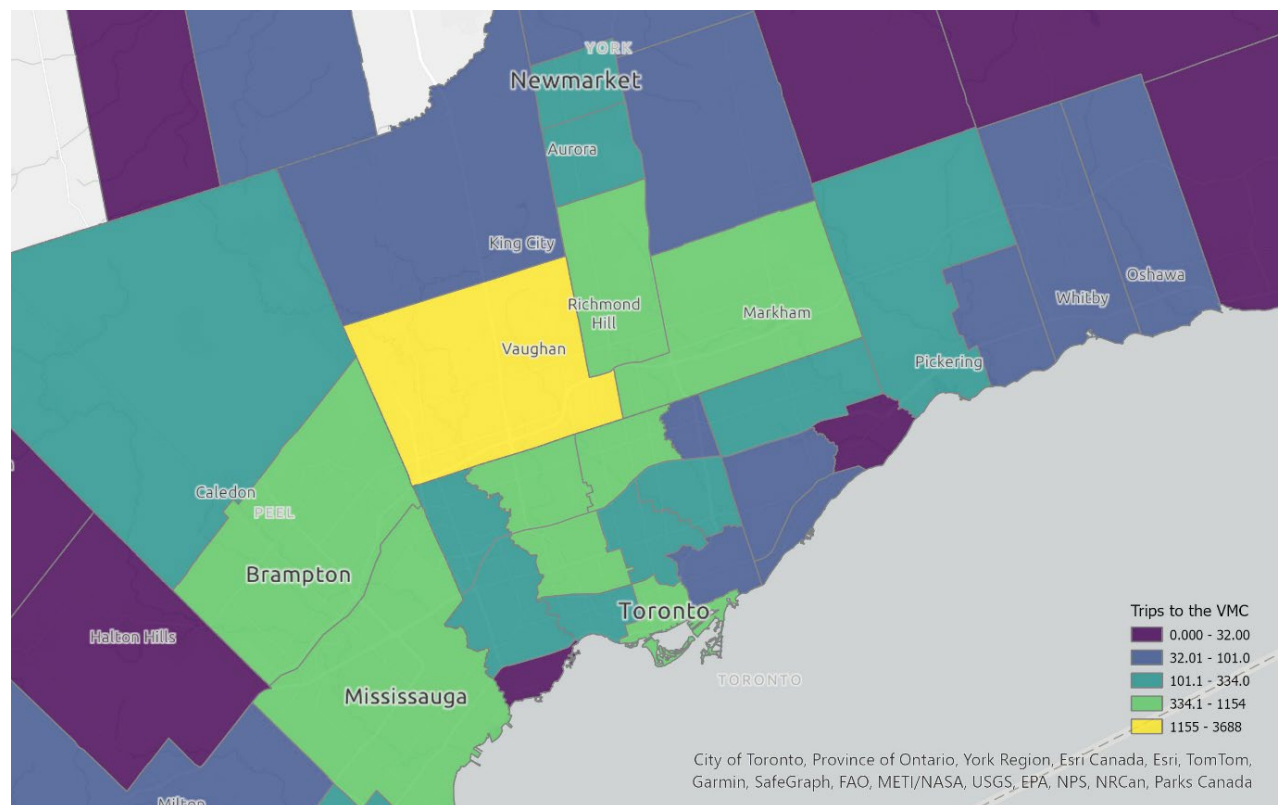 YORK
Newmarket
Aurora
King City
Richmond
Hill
Markham
Vaughan
Whitby
Oshawa
Pickering
Caledon
PEEL
Brampton
Toronto
Halton Hills
Mississauga
TORONTO
Milton
Trips to the VMC
0.000 - 32.00
32.01 - 101.0
101.1 - 334.0
334.1 - 1154
1155 - 3688
City of Toronto, Province of Ontario, York Region, Esri Canada, Esri, TomTom,
Garmin, SafeGraph, FAO, METI/NASA, USGS, EPA, NPS, NRCan, Parks Canada